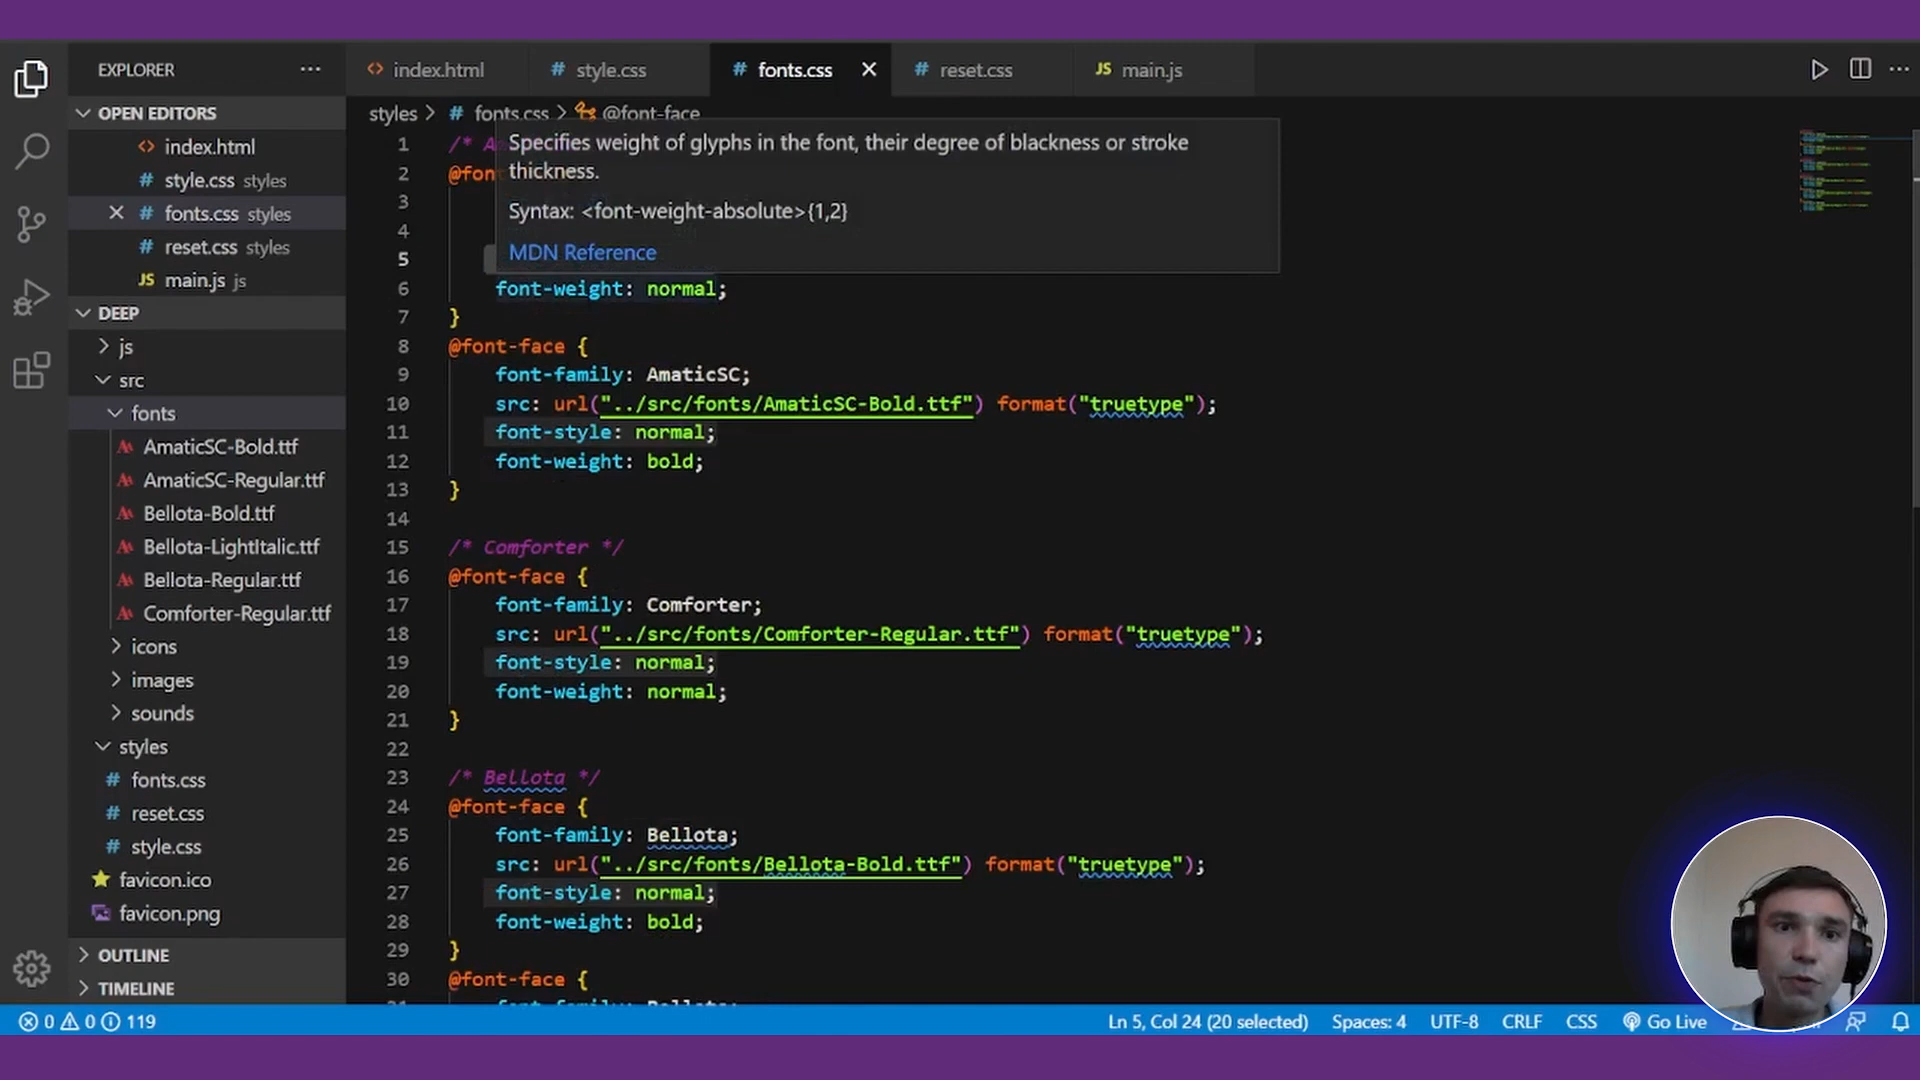 EXPLORER
OPEN EDITORS
index.html
style.css styles
fonts.css styles
reset.css styles
JS main.js js
DEEP
js
src
fonts
AmaticSC-Bold.ttf
AmaticSC-Regular.ttf
Bellota-Bold.ttf
Bellota-LightItalic.ttf
Bellota-Regular.ttf
Comforter-Regular.ttf
icons
images
sounds
styles
# fonts.css
# reset.css
# style.css
favicon.ico
favicon.png
OUTLINE
TIMELINE
<> index.html # style.css # fonts.css # reset.css JS main.js
styles > # fonts.css > @font-face
1 /* A
2 @fon
3
4
5
Specifies weight of glyphs in the font, their degree of blackness or stroke
thickness.
Syntax: <font-weight-absolute>{1,2}
MDN Reference
6 font-weight: normal;
7 }
8 @font-face {
9 font-family: AmaticSC;
10 src: url("../src/fonts/AmaticSC-Bold.ttf") format("truetype");
11 font-style: normal;
12 font-weight: bold;
13 }
14
15 /* Comforter */
16 @font-face {
17 font-family: Comforter;
18 src: url("../src/fonts/Comforter-Regular.ttf") format("truetype");
19 font-style: normal;
20 font-weight: normal;
21 }
22
23 /* Bellota */
24 @font-face {
25 font-family: Bellota;
26 src: url("../src/fonts/Bellota-Bold.ttf") format("truetype");
27 font-style: normal;
28 font-weight: bold;
29 }
30 @font-face {
0 0 119 Ln 5, Col 24 (20 selected) Spaces: 4 UTF-8 CRLF CSS Go Live